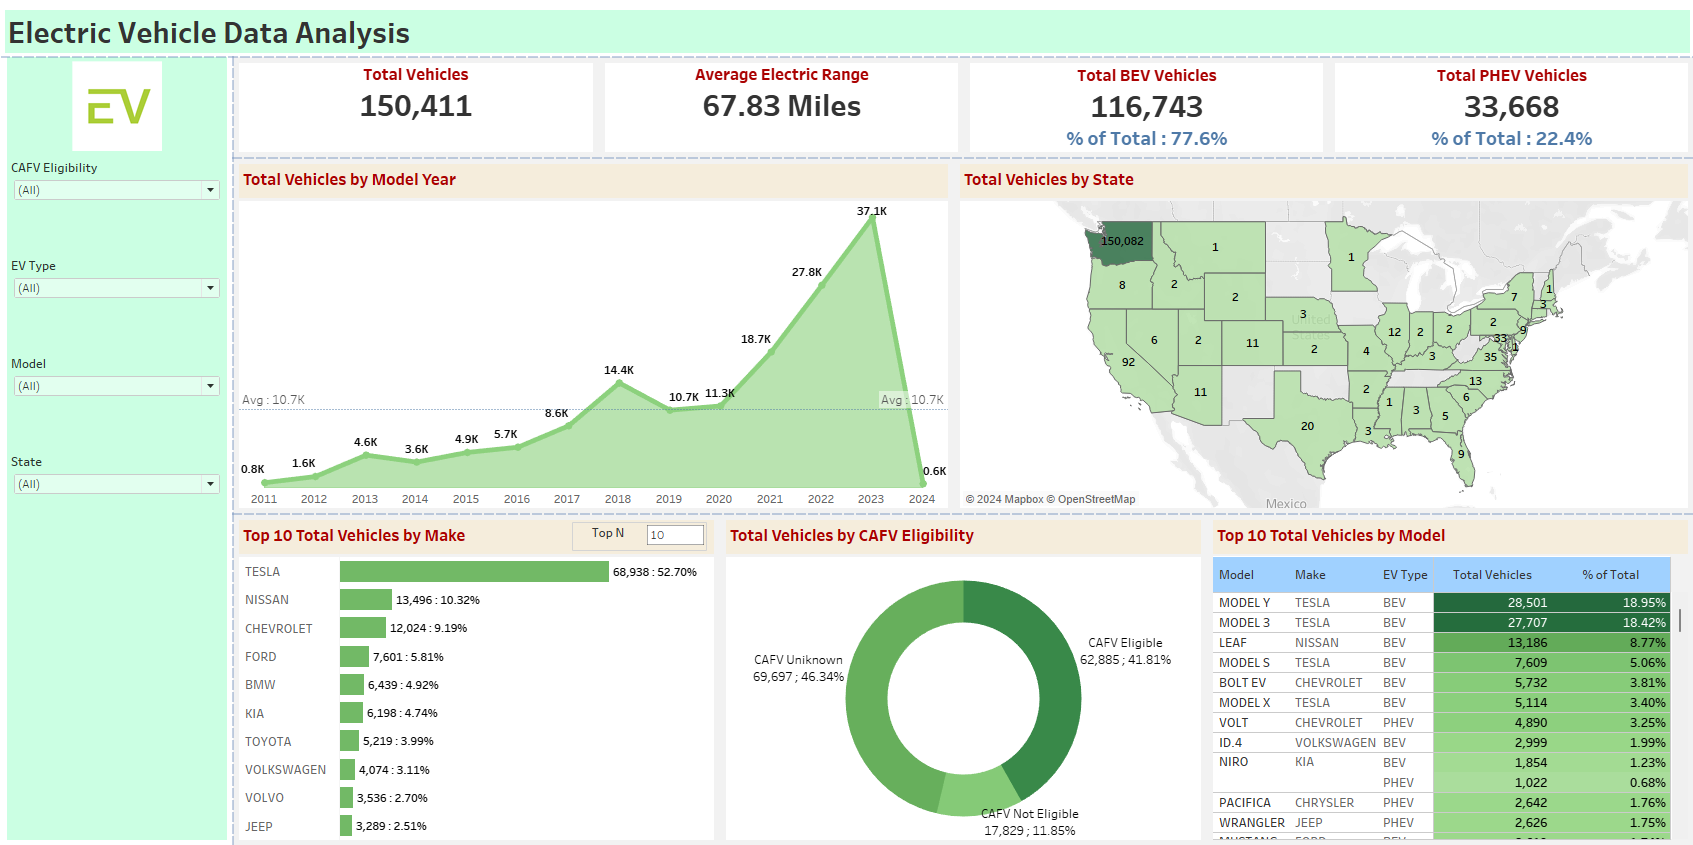 Electric Vehicle Data Analysis
EV
CAFV Eligibility
(All)
EV Type
(All)
Model
(All)
State
(All)
Total Vehicles
150,411
Average Electric Range
67.83 Miles
Total BEV Vehicles
116,743
% of Total : 77.6%
Total PHEV Vehicles
33,668
% of Total : 22.4%
Total Vehicles by Model Year
37.1K
27.8K
18.7K
14.4K
10.7K
11.3K
Avg : 10.7K
Avg : 10.7K
8.6K
5.7K
4.9K
4.6K
3.6K
1.6K
0.8K
0.6K
2011 2012 2013 2014 2015 2016 2017 2018 2019 2020 2021 2022 2023 2024
Total Vehicles by State
150,082
1
1
8
2
2
3
7
1
3
6
2
11
2
4
12
2
2
2
9
33
1
92
3
35
11
2
13
6
20
3
1
3
5
9
United States
Mexico
© 2024 Mapbox © OpenStreetMap
Top 10 Total Vehicles by Make
Top N
10
TESLA 68,938 : 52.70%
NISSAN 13,496 : 10.32%
CHEVROLET 12,024 : 9.19%
FORD 7,601 : 5.81%
BMW 6,439 : 4.92%
KIA 6,198 : 4.74%
TOYOTA 5,219 : 3.99%
VOLKSWAGEN 4,074 : 3.11%
VOLVO 3,536 : 2.70%
JEEP 3,289 : 2.51%
Total Vehicles by CAFV Eligibility
CAFV Eligible
62,885 ; 41.81%
CAFV Uniknown
69,697 ; 46.34%
CAFV Not Eligible
17,829 ; 11.85%
Top 10 Total Vehicles by Model
Model Make EV Type Total Vehicles % of Total
MODEL Y TESLA BEV 28,501 18.95%
MODEL 3 TESLA BEV 27,707 18.42%
LEAF NISSAN BEV 13,186 8.77%
MODEL S TESLA BEV 7,609 5.06%
BOLT EV CHEVROLET BEV 5,732 3.81%
MODEL X TESLA BEV 5,114 3.40%
VOLT CHEVROLET PHEV 4,890 3.25%
ID.4 VOLKSWAGEN BEV 2,999 1.99%
NIRO KIA BEV 1,854 1.23%
PHEV 1,022 0.68%
PACIFICA CHRYSLER PHEV 2,642 1.76%
WRANGLER JEEP PHEV 2,626 1.75%